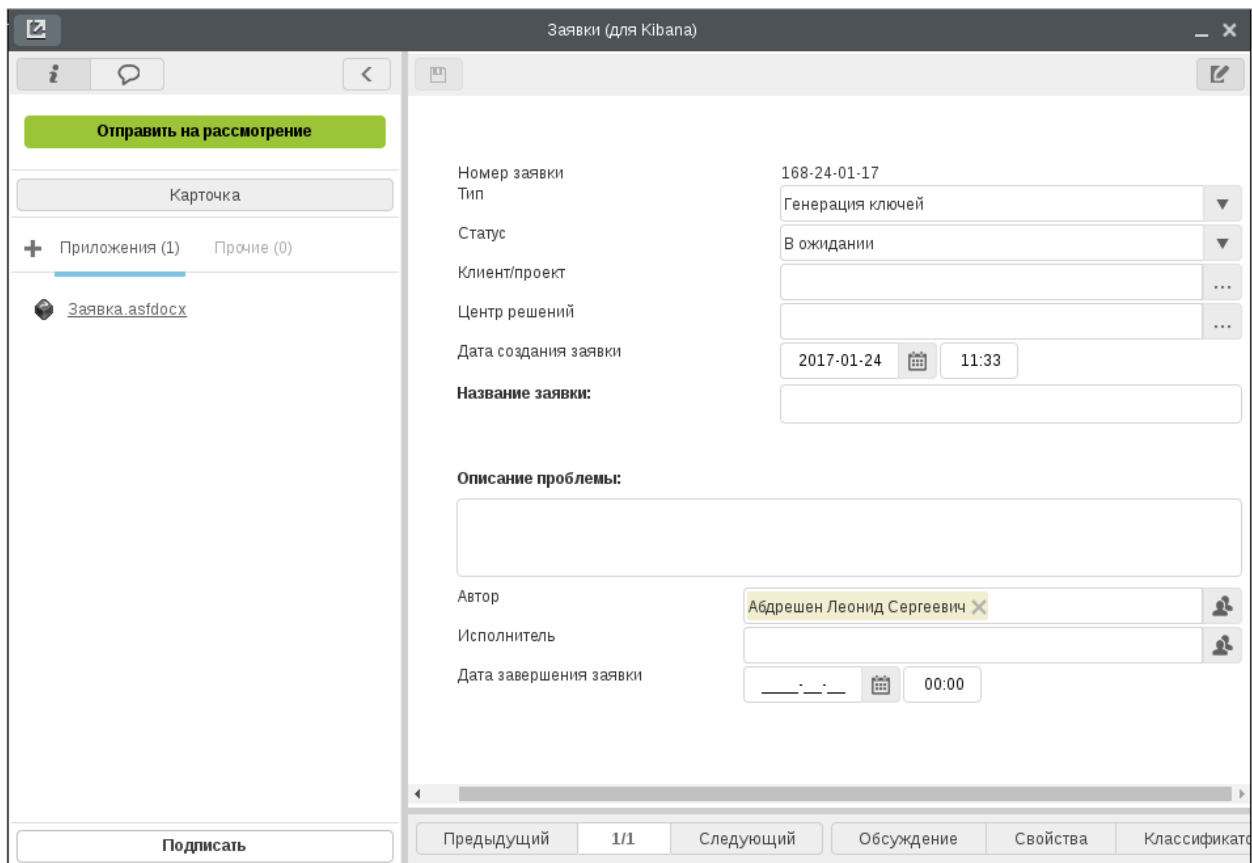 Заявки (для Kibana)
Отправить на рассмотрение
Карточка
Приложения (1) Прочие (0)
Заявка.asfdocx
Подписать
Номер заявки 168-24-01-17
Тип Генерация ключей
Статус В ожидании
Клиент/проект
Центр решений
Дата создания заявки 2017-01-24 11:33
Название заявки:
Описание проблемы:
Автор Абдрешен Леонид Сергеевич
Исполнитель
Дата завершения заявки ____-__-__ 00:00
Предыдущий 1/1 Следующий Обсуждение Свойства Классификато